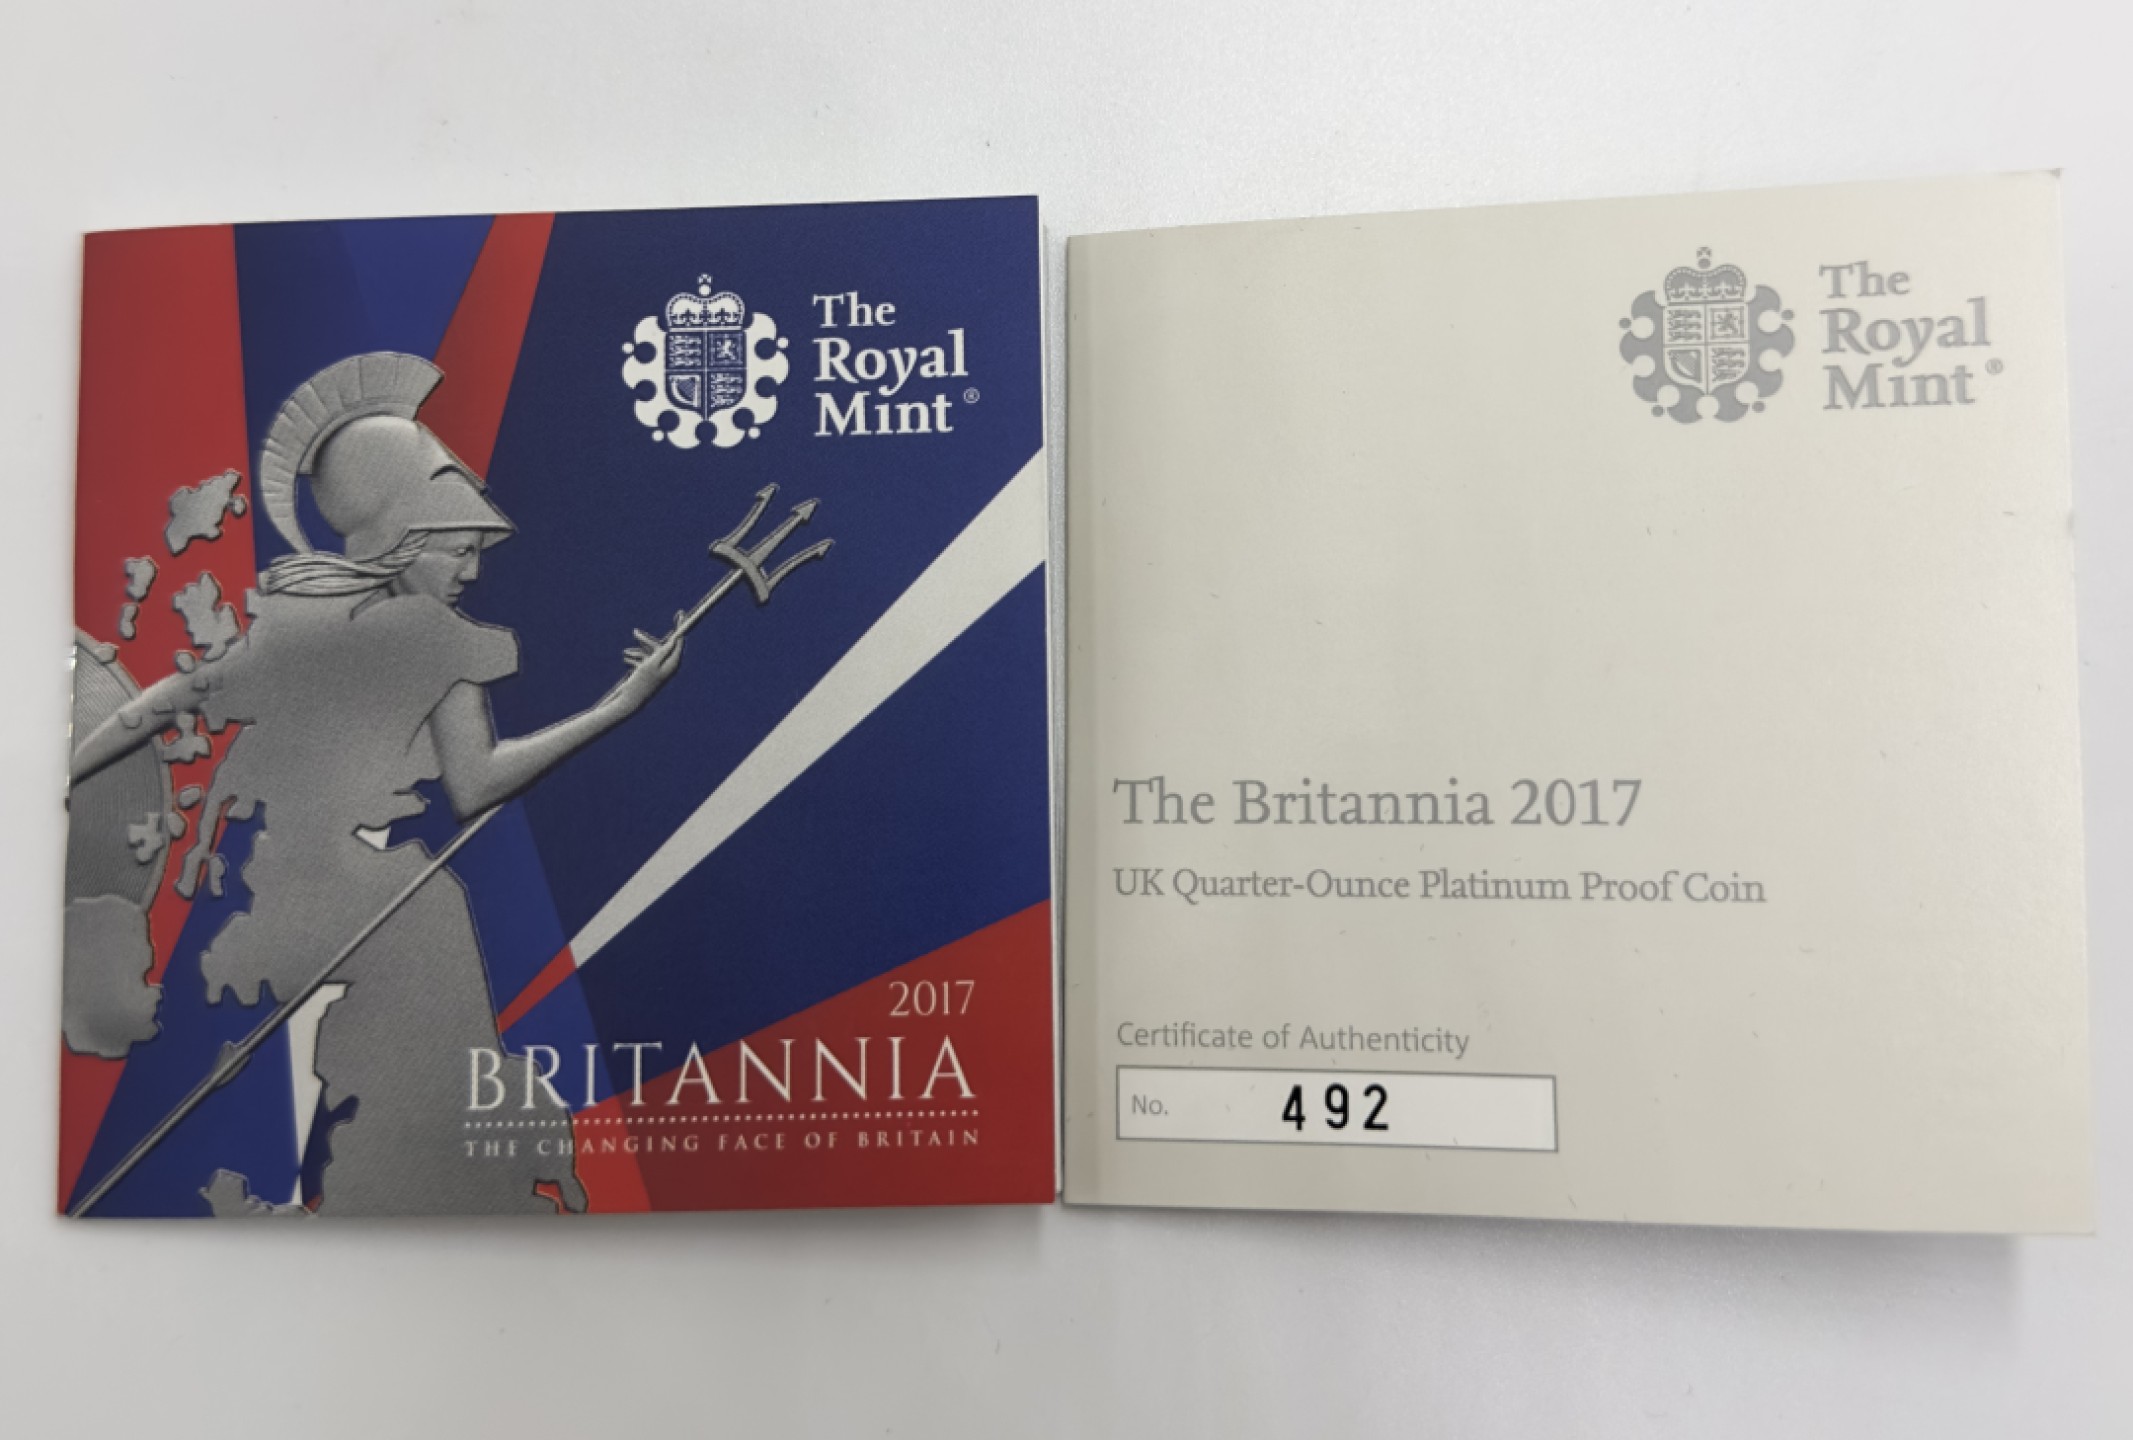 The
Royal
Mint®
2017
BRITANNIA
THE CHANGING FACE OF BRITAIN
The
Royal
Mint®
The Britannia 2017
UK Quarter-Ounce Platinum Proof Coin
Certificate of Authenticity
No. 492